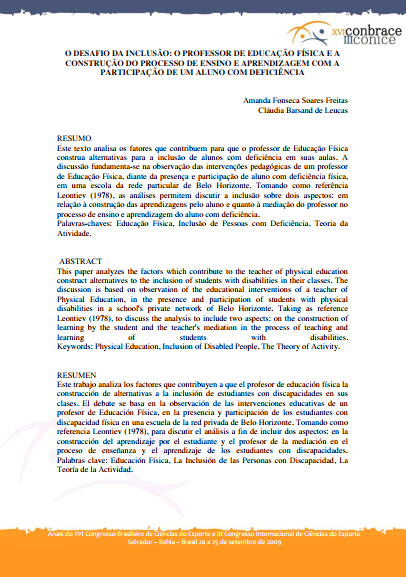 XVI conbrace
III conice
O DESAFIO DA INCLUSÃO: O PROFESSOR DE EDUCAÇÃO FÍSICA E A
CONSTRUÇÃO DO PROCESSO DE ENSINO E APRENDIZAGEM COM A
PARTICIPAÇÃO DE UM ALUNO COM DEFICIÊNCIA
Amanda Fonseca Soares Freitas
Cláudia Barsand de Leucas
RESUMO
Este texto analisa os fatores que contribuem para que o professor de Educação Física
construa alternativas para a inclusão de alunos com deficiência em suas aulas. A
discussão fundamenta-se na observação das intervenções pedagógicas de um professor
de Educação Física, diante da presença e participação de aluno com deficiência física,
em uma escola da rede particular de Belo Horizonte. Tomando como referência
Leontiev (1978), as análises permitem discutir a inclusão sobre dois aspectos: em
relação à construção das aprendizagens pelo aluno e quanto à mediação do professor no
processo de ensino e aprendizagem do aluno com deficiência.
Palavras-chaves: Educação Física, Inclusão de Pessoas com Deficiência, Teoria da
Atividade.
ABSTRACT
This paper analyzes the factors which contribute to the teacher of physical education
construct alternatives to the inclusion of students with disabilities in their classes. The
discussion is based on observation of the educational interventions of a teacher of
Physical Education, in the presence and participation of students with physical
disabilities in a school's private network of Belo Horizonte. Taking as reference
Leontiev (1978), to discuss the analysis to include two aspects: on the construction of
learning by the student and the teacher's mediation in the process of teaching and
learning of students with disabilities.
Keywords: Physical Education, Inclusion of Disabled People, The Theory of Activity.
RESUMEN
Este trabajo analiza los factores que contribuyen a que el profesor de educación física la
construcción de alternativas a la inclusión de estudiantes con discapacidades en sus
clases. El debate se basa en la observación de las intervenciones educativas de un
profesor de Educación Física, en la presencia y participación de los estudiantes con
discapacidad física en una escuela de la red privada de Belo Horizonte. Tomando como
referencia Leontiev (1978), para discutir el análisis a fin de incluir dos aspectos: en la
construcción del aprendizaje por el estudiante y el profesor de la mediación en el
proceso de enseñanza y el aprendizaje de los estudiantes con discapacidades.
Palabras clave: Educación Física, La Inclusión de las Personas con Discapacidad, La
Teoría de la Actividad.
Anais do XVI Congresso Brasileiro de Ciências do Esporte e III Congresso Internacional de Ciências do Esporte
Salvador – Bahia – Brasil 20 a 25 de setembro de 2009